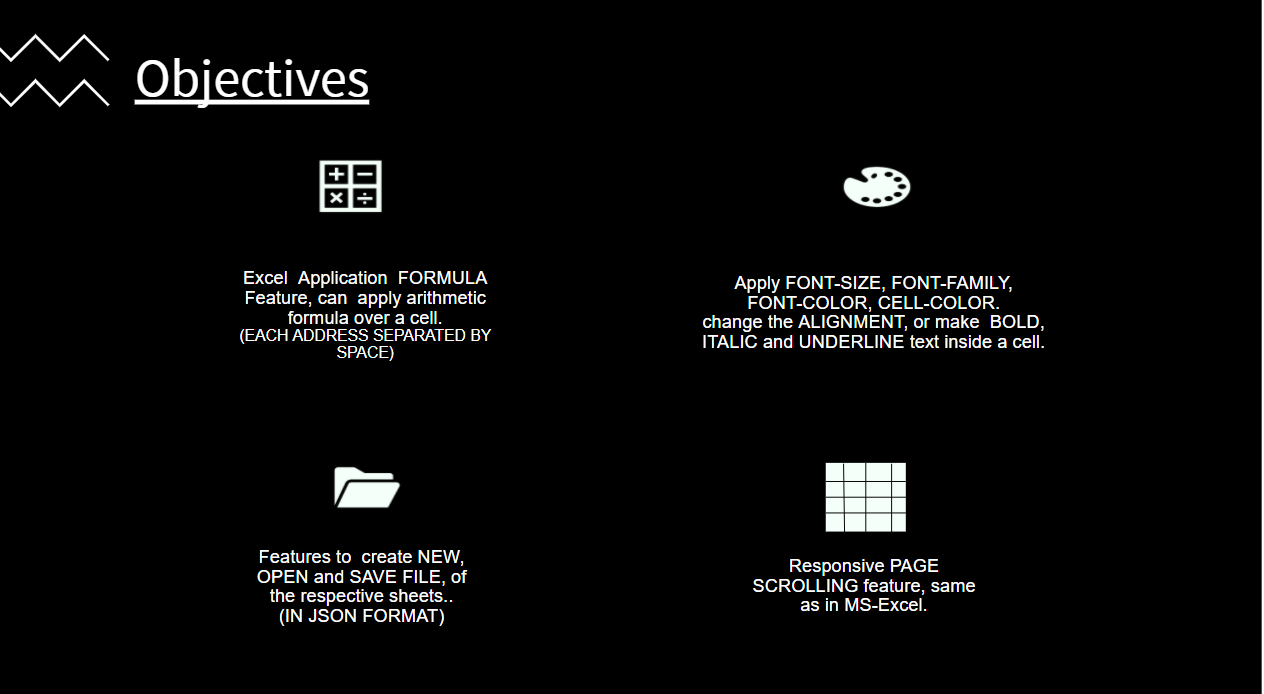 Objectives
Excel  Application  FORMULA
Feature, can  apply arithmetic
formula over a cell.
(EACH ADDRESS SEPARATED BY
SPACE)
Apply FONT-SIZE, FONT-FAMILY,
FONT-COLOR, CELL-COLOR.
change the ALIGNMENT, or make  BOLD,
ITALIC and UNDERLINE text inside a cell.
Features to  create NEW,
OPEN and SAVE FILE, of
the respective sheets..
(IN JSON FORMAT)
Responsive PAGE
SCROLLING feature, same
as in MS-Excel.